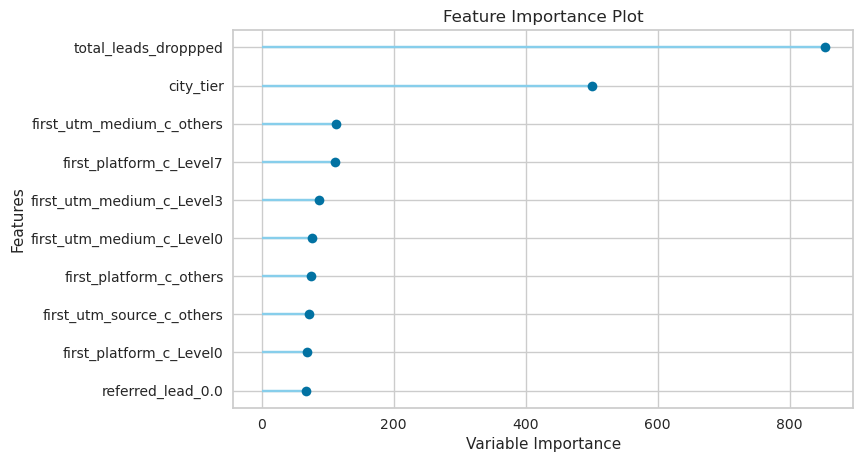 Feature Importance Plot
Features
total_leads_droppped
city_tier
first_utm_medium_c_others
first_platform_c_Level7
first_utm_medium_c_Level3
first_utm_medium_c_Level0
first_platform_c_others
first_utm_source_c_others
first_platform_c_Level0
referred_lead_0.0
0 200 400 600 800
Variable Importance